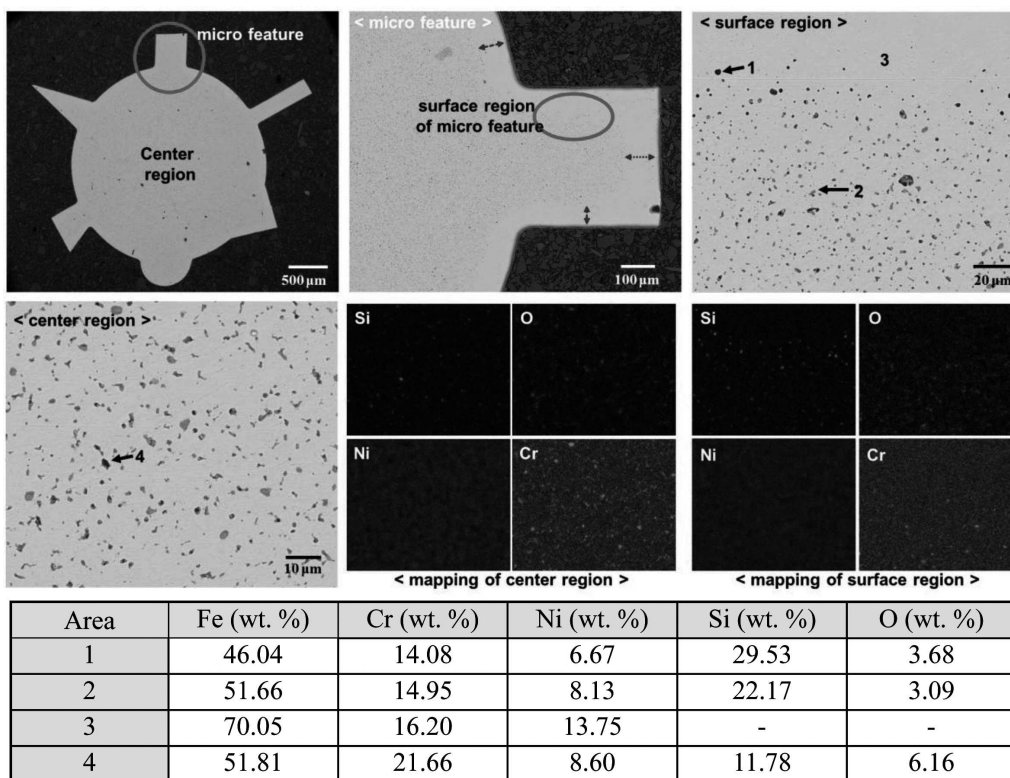 micro feature
Center
region
500 μm
< micro feature >
surface region
of micro feature
100 μm
< surface region >
1
3
2
20 μm
< center region >
4
10 μm
Si
O
Ni
Cr
< mapping of center region >
Si
O
Ni
Cr
< mapping of surface region >
Area Fe (wt. %) Cr (wt. %) Ni (wt. %) Si (wt. %) O (wt. %)
1 46.04 14.08 6.67 29.53 3.68
2 51.66 14.95 8.13 22.17 3.09
3 70.05 16.20 13.75 - -
4 51.81 21.66 8.60 11.78 6.16